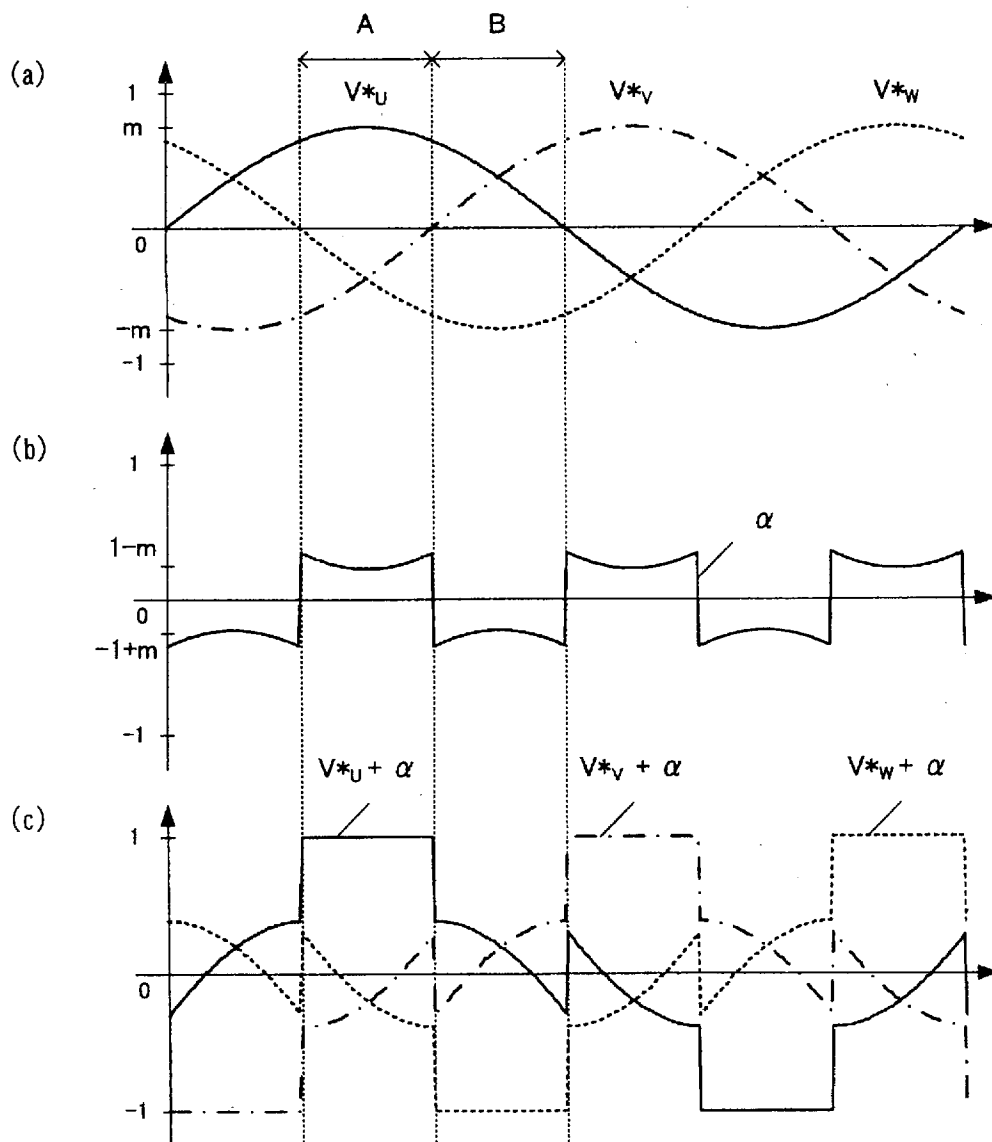 A B
(a)
1 V*U V*V V*W
m
0
-m
-1
(b)
1
α
1-m
0
-1+m
-1
V*U + α V*V + α V*W + α
(c)
1
0
-1